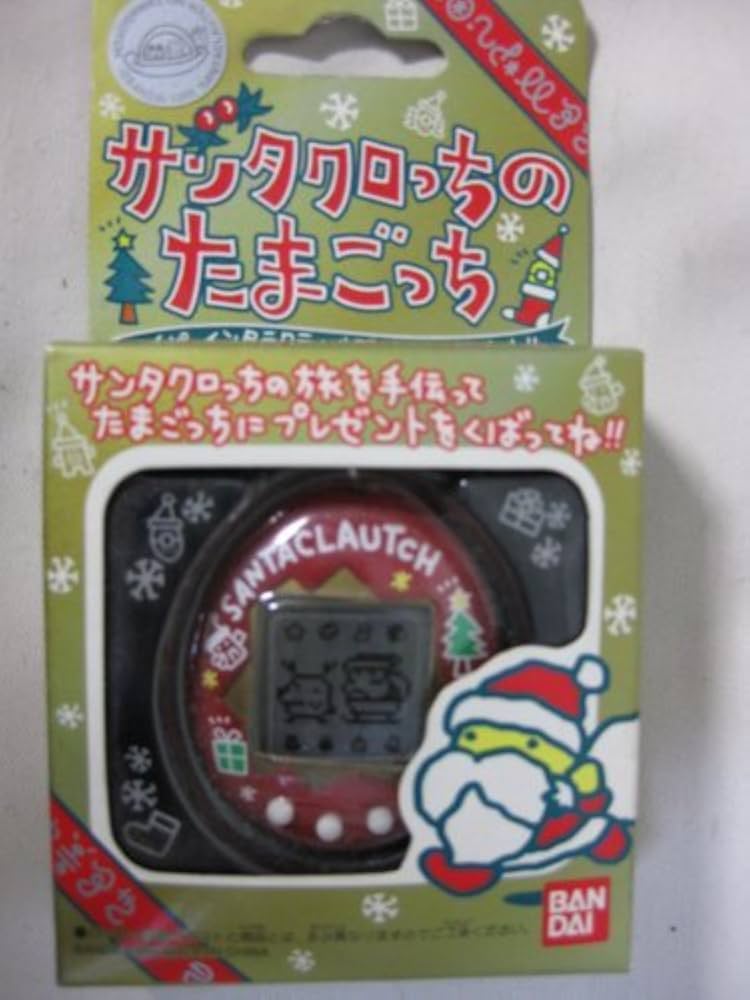 サンタクロっちの
たまごっち
サンタクロっちの旅を手伝って
たまごっちにプレゼントをくばってね!!
SANTACLAUTCH
BAN
DAI